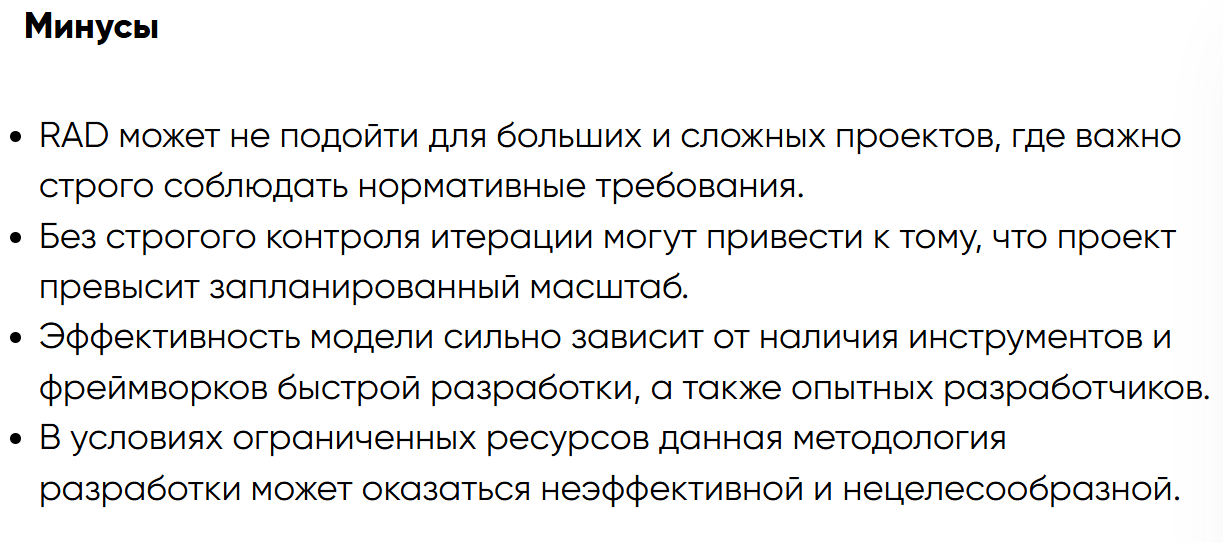 Минусы
• RAD может не подойти для больших и сложных проектов, где важно
строго соблюдать нормативные требования.
• Без строгого контроля итерации могут привести к тому, что проект
превысит запланированный масштаб.
• Эффективность модели сильно зависит от наличия инструментов и
фреймворков быстрой разработки, а также опытных разработчиков.
• В условиях ограниченных ресурсов данная методология
разработки может оказаться неэффективной и нецелесообразной.